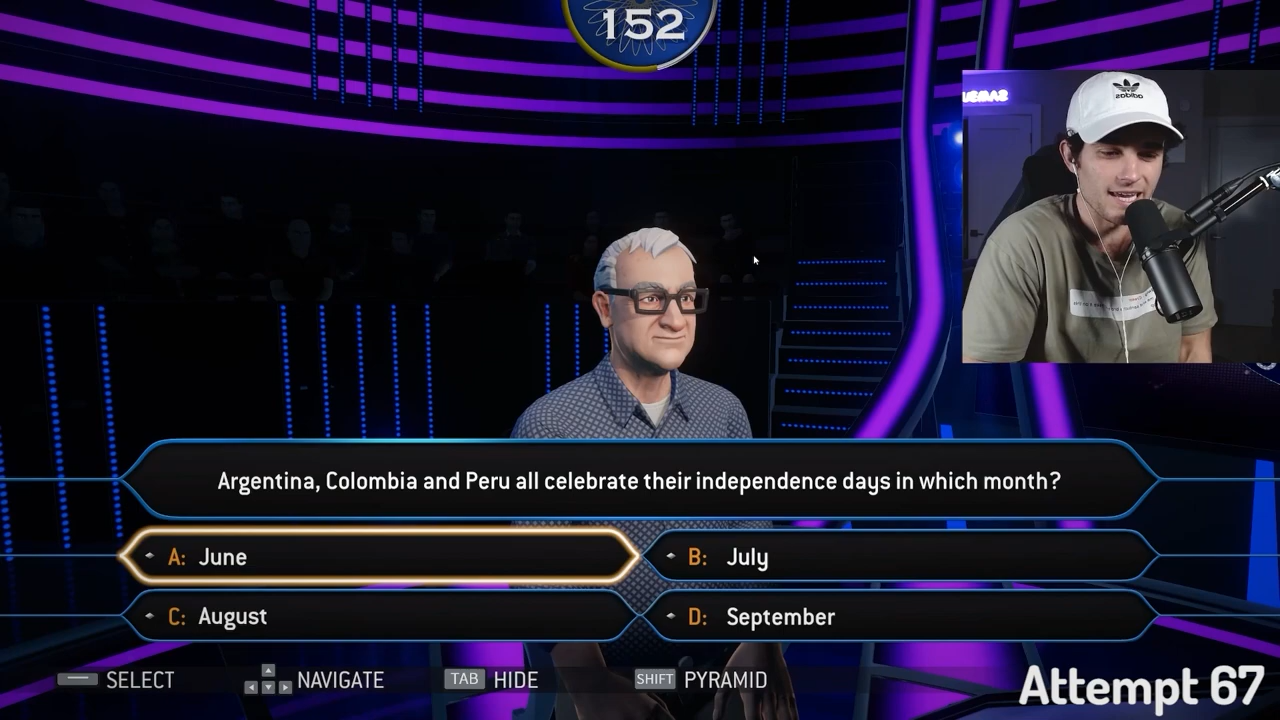 152
Argentina, Colombia and Peru all celebrate their independence days in which month?
A: June
B: July
C: August
D: September
SELECT
NAVIGATE
TAB HIDE
SHIFT PYRAMID
Attempt 67